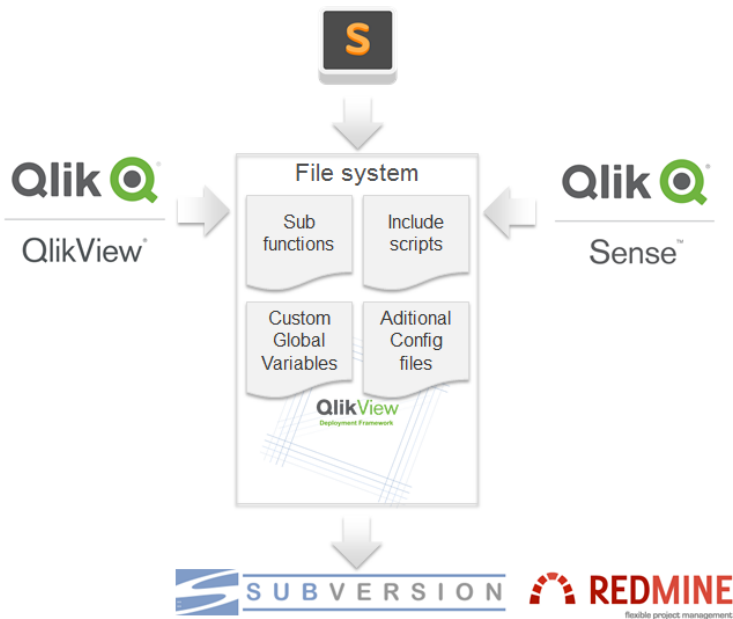 S
File system
Qlik Q
QlikView®
Qlik Q
Sense™
Sub
functions
Include
scripts
Custom
Global
Variables
Aditional
Config
files
QlikView
Deployment Framework
SUBVERSION
REDMINE
flexible project management